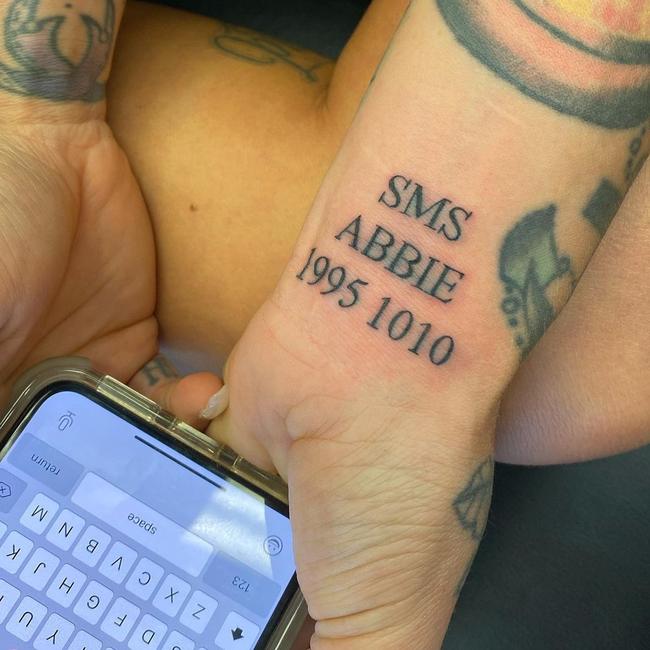 SMS
ABBIE
1995 1010
return
space
123
M N B V C X Z
K J H G F D
U Y